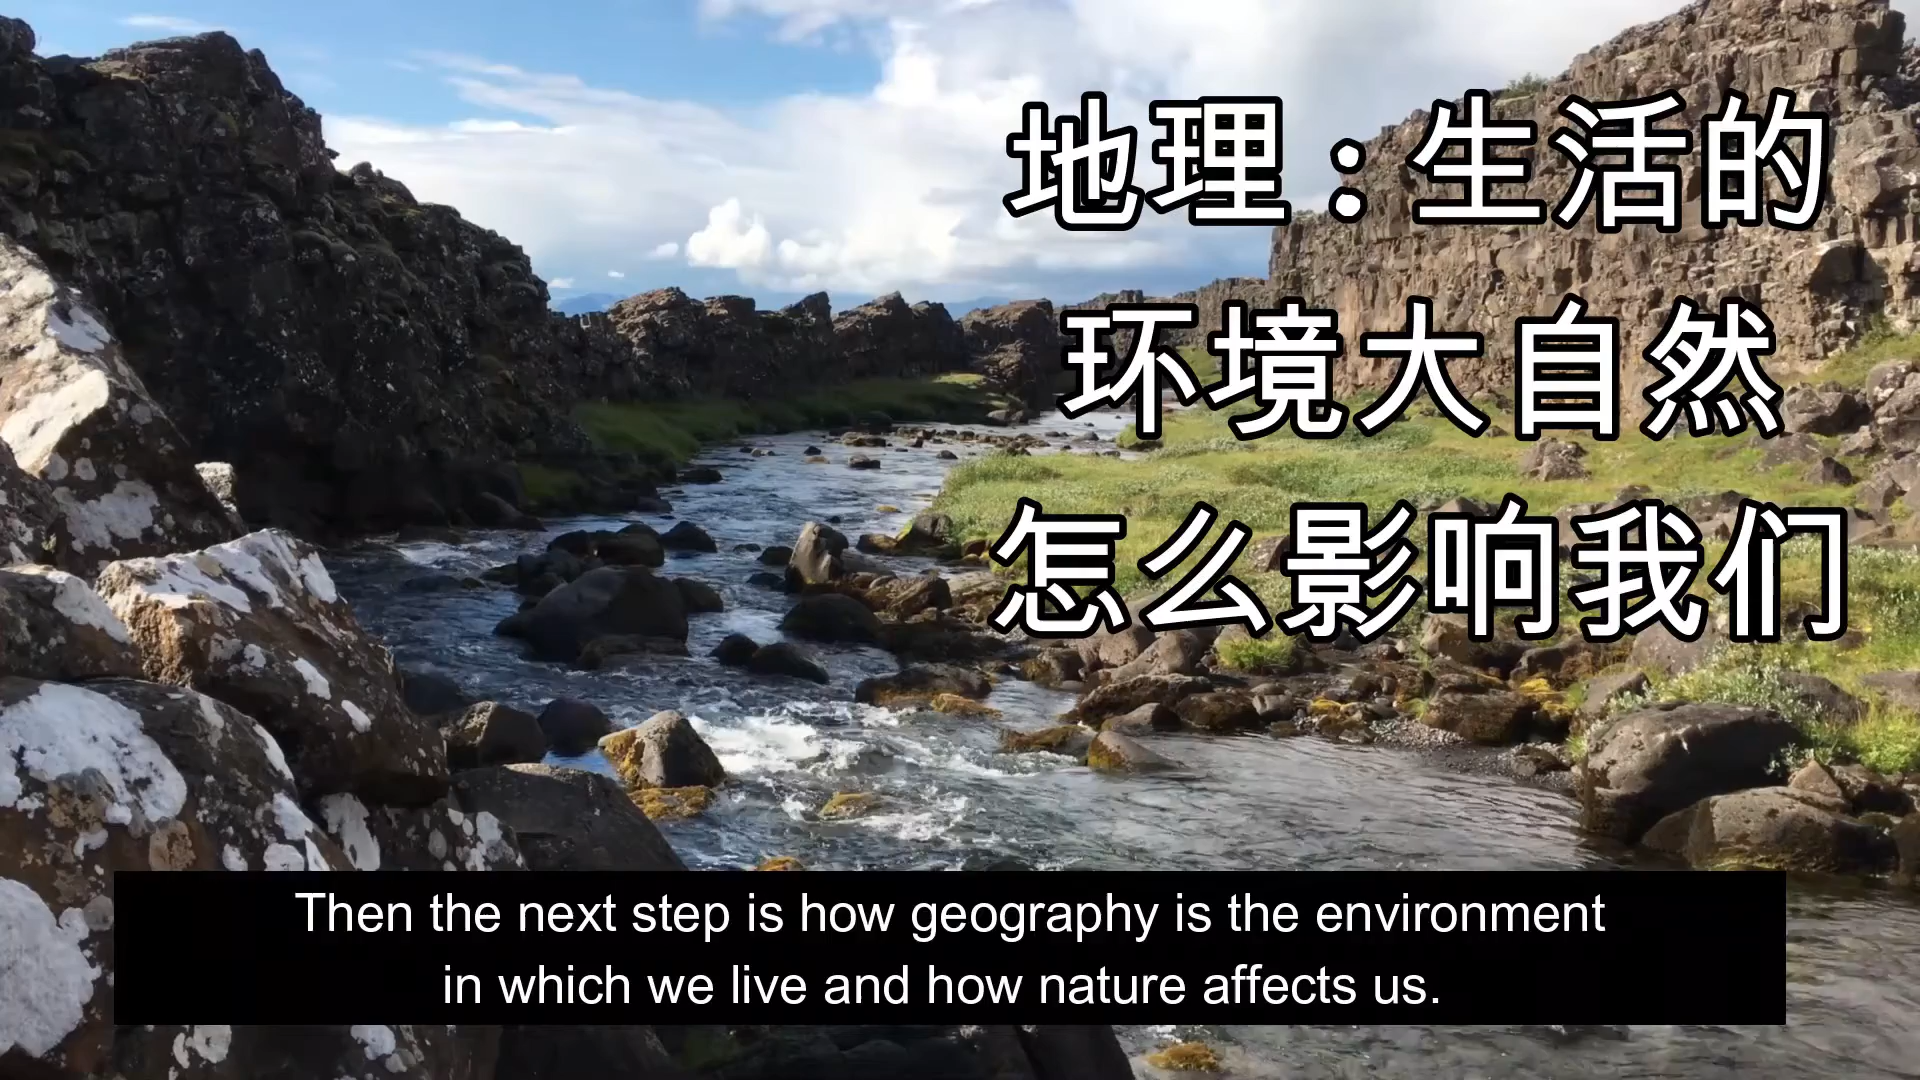 地理：生活的
环境大自然
怎么影响我们
Then the next step is how geography is the environment
in which we live and how nature affects us.